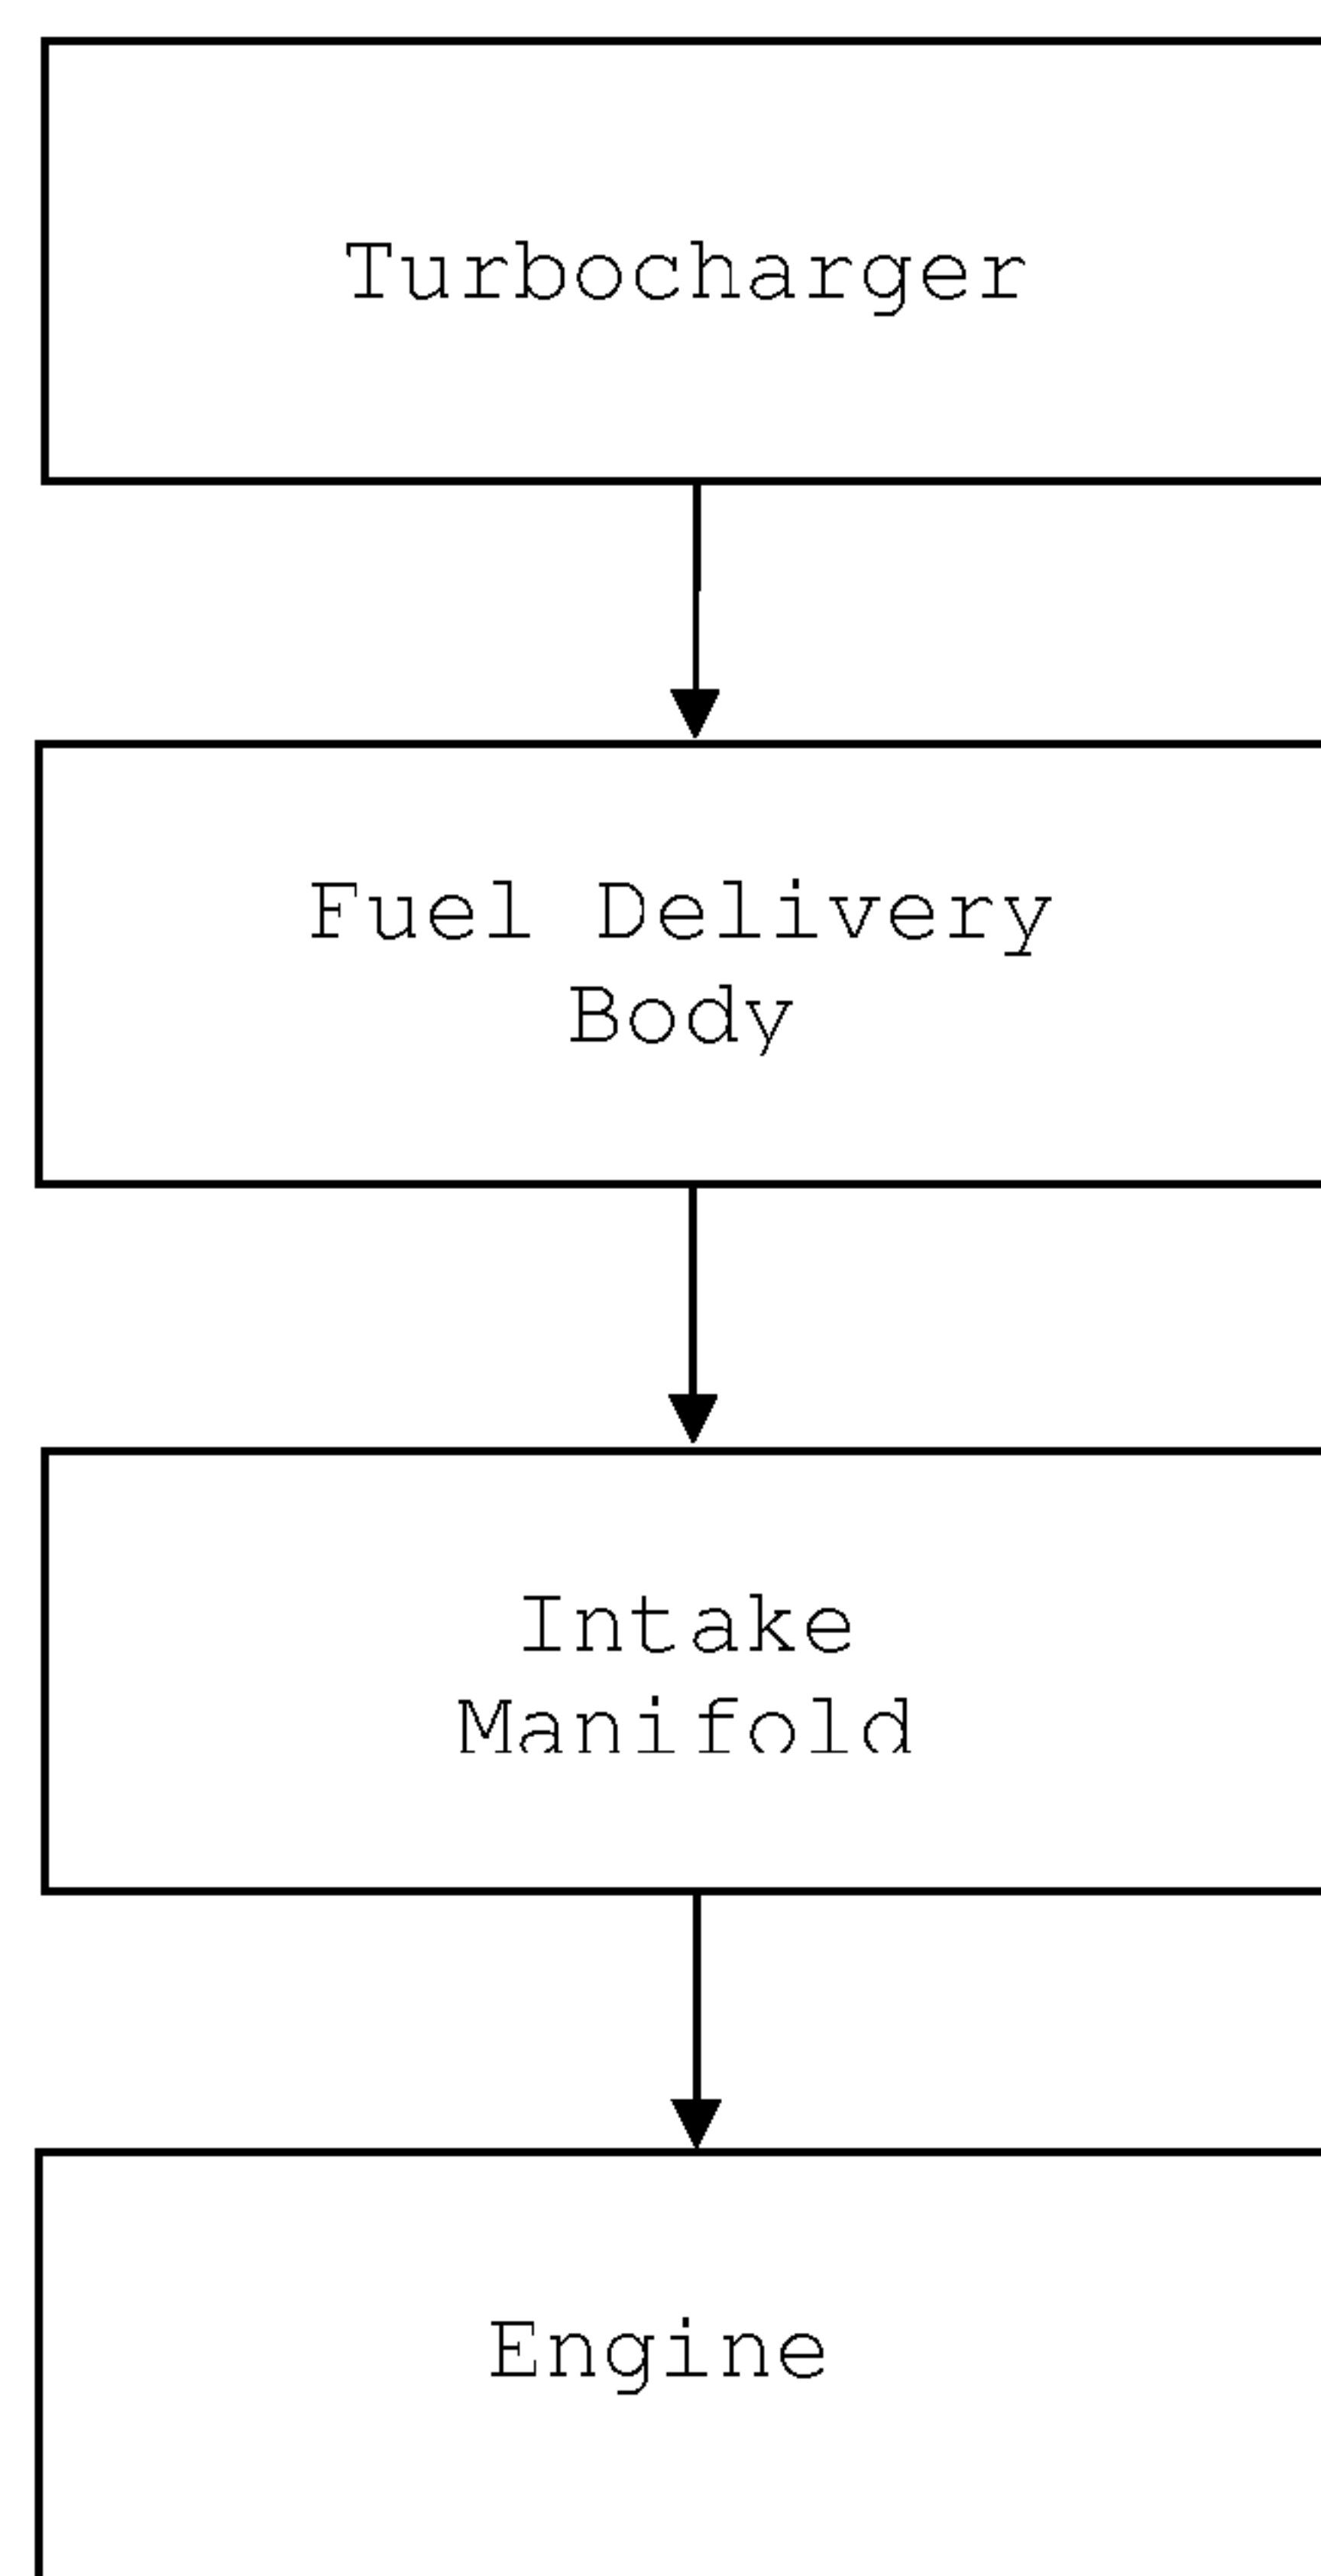 Turbocharger
Fuel Delivery
Body
Intake
Manifold
Engine